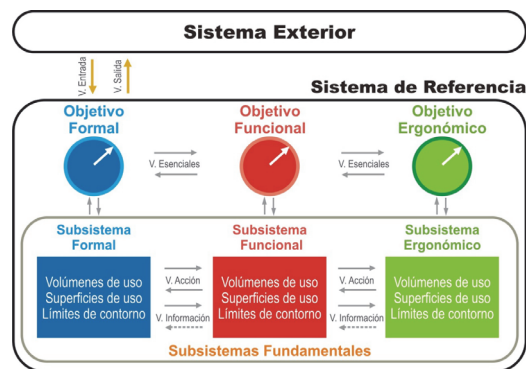 Sistema Exterior
V. Entrada
V. Salida
Sistema de Referencia
Objetivo
Formal
Objetivo
Funcional
Objetivo
Ergonómico
V. Esenciales
V. Esenciales
Subsistema
Formal
Subsistema
Funcional
Subsistema
Ergonómico
Volúmenes de uso
Superficies de uso
Límites de contorno
V. Acción
V. Información
Volúmenes de uso
Superficies de uso
Límites de contorno
V. Acción
V. Información
Volúmenes de uso
Superficies de uso
Límites de contorno
Subsistemas Fundamentales